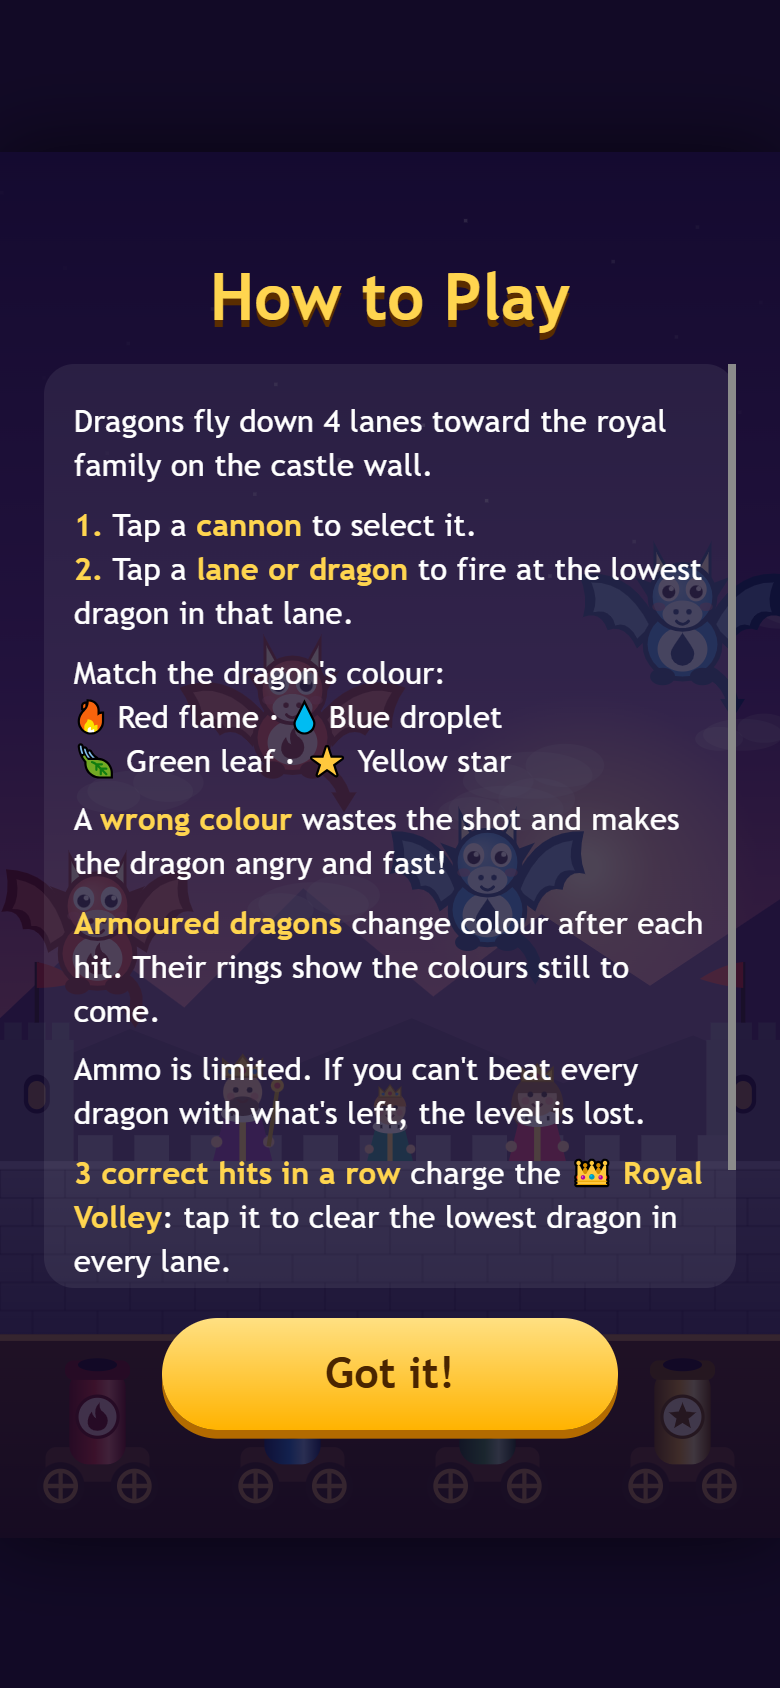 How to Play
Dragons fly down 4 lanes toward the royal
family on the castle wall.
1. Tap a cannon to select it.
2. Tap a lane or dragon to fire at the lowest
dragon in that lane.
Match the dragon's colour:
🔥 Red flame · 💧 Blue droplet
🍃 Green leaf · ⭐ Yellow star
A wrong colour wastes the shot and makes
the dragon angry and fast!
Armoured dragons change colour after each
hit. Their rings show the colours still to
come.
Ammo is limited. If you can't beat every
dragon with what's left, the level is lost.
3 correct hits in a row charge the 👑 Royal
Volley: tap it to clear the lowest dragon in
every lane.
Got it!